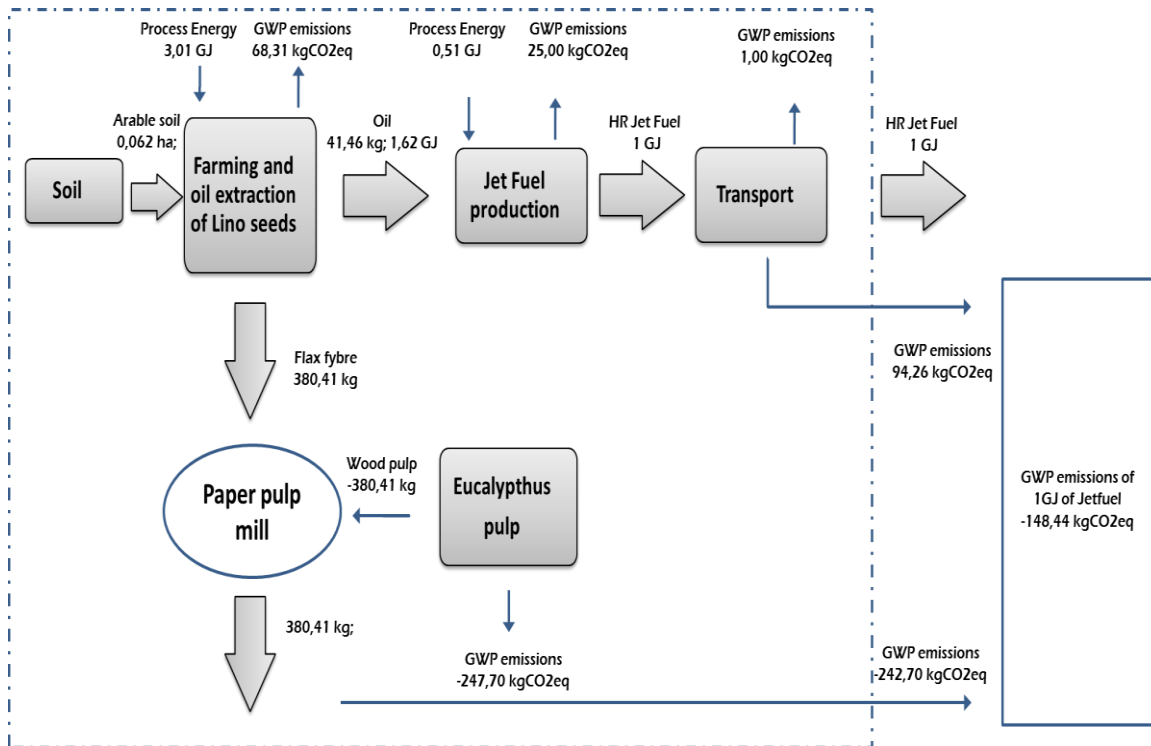 Process Energy
3,01 GJ
GWP emissions
68,31 kgCO2eq
Process Energy
0,51 GJ
GWP emissions
25,00 kgCO2eq
GWP emissions
1,00 kgCO2eq
Arable soil
0,062 ha;
Oil
41,46 kg; 1,62 GJ
HR Jet Fuel
1 GJ
HR Jet Fuel
1 GJ
Soil
Farming and
oil extraction
of Lino seeds
Jet Fuel
production
Transport
Flax fybre
380,41 kg
GWP emissions
94,26 kgCO2eq
Paper pulp
mill
Wood pulp
-380,41 kg
Eucalypthus
pulp
GWP emissions of
1GJ of Jetfuel
-148,44 kgCO2eq
380,41 kg;
GWP emissions
-247,70 kgCO2eq
GWP emissions
-242,70 kgCO2eq